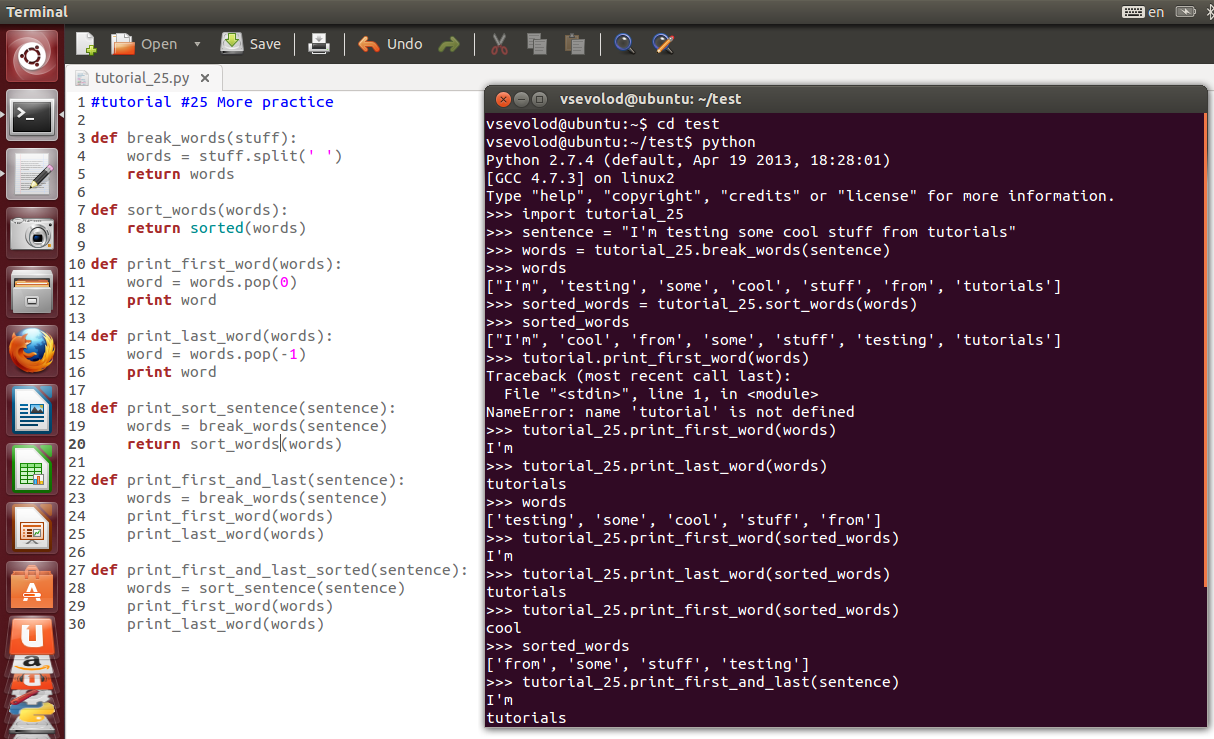 Terminal
en
Open
Save
Undo
tutorial_25.py
1 #tutorial #25 More practice
2
3 def break_words(stuff):
4     words = stuff.split(' ')
5     return words
6
7 def sort_words(words):
8     return sorted(words)
9
10 def print_first_word(words):
11     word = words.pop(0)
12     print word
13
14 def print_last_word(words):
15     word = words.pop(-1)
16     print word
17
18 def print_sort_sentence(sentence):
19     words = break_words(sentence)
20     return sort_words(words)
21
22 def print_first_and_last(sentence):
23     words = break_words(sentence)
24     print_first_word(words)
25     print_last_word(words)
26
27 def print_first_and_last_sorted(sentence):
28     words = sort_sentence(sentence)
29     print_first_word(words)
30     print_last_word(words)
vsevolod@ubuntu: ~/test
vsevolod@ubuntu:~$ cd test
vsevolod@ubuntu:~/test$ python
Python 2.7.4 (default, Apr 19 2013, 18:28:01)
[GCC 4.7.3] on linux2
Type "help", "copyright", "credits" or "license" for more information.
>>> import tutorial_25
>>> sentence = "I'm testing some cool stuff from tutorials"
>>> words = tutorial_25.break_words(sentence)
>>> words
["I'm", 'testing', 'some', 'cool', 'stuff', 'from', 'tutorials']
>>> sorted_words = tutorial_25.sort_words(words)
>>> sorted_words
["I'm", 'cool', 'from', 'some', 'stuff', 'testing', 'tutorials']
>>> tutorial.print_first_word(words)
Traceback (most recent call last):
  File "<stdin>", line 1, in <module>
NameError: name 'tutorial' is not defined
>>> tutorial_25.print_first_word(words)
I'm
>>> tutorial_25.print_last_word(words)
tutorials
>>> words
['testing', 'some', 'cool', 'stuff', 'from']
>>> tutorial_25.print_first_word(sorted_words)
I'm
>>> tutorial_25.print_last_word(sorted_words)
tutorials
>>> tutorial_25.print_first_word(sorted_words)
cool
>>> sorted_words
['from', 'some', 'stuff', 'testing']
>>> tutorial_25.print_first_and_last(sentence)
I'm
tutorials